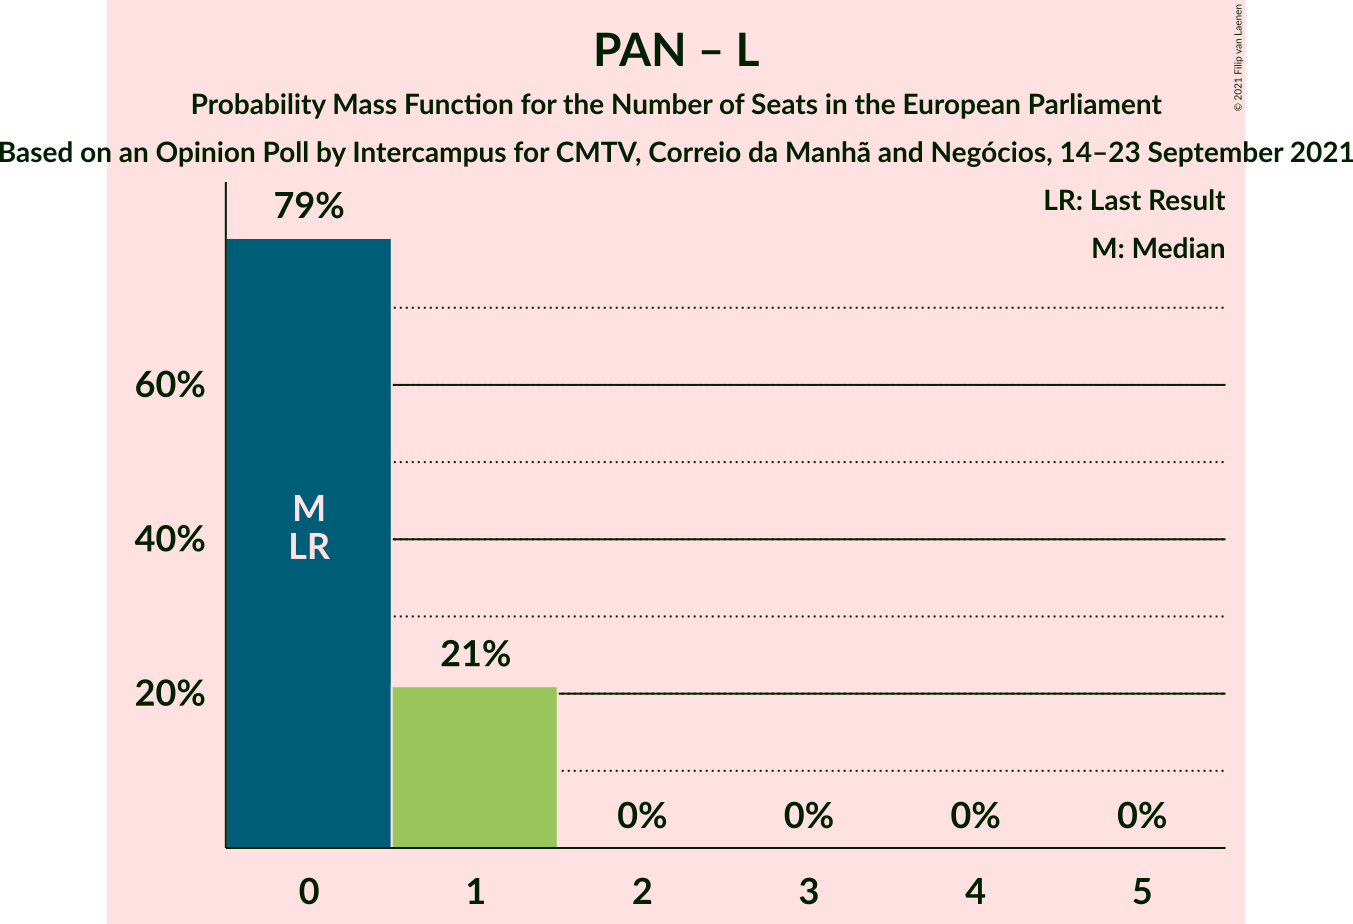 PAN – L
Probability Mass Function for the Number of Seats in the European Parliament
Based on an Opinion Poll by Intercampus for CMTV, Correio da Manhã and Negócios, 14–23 September 2021
© 2021 Filip van Laenen
LR: Last Result
M: Median
79%
60%
M
40%
LR
21%
20%
0%
0%
0%
0%
0
1
2
3
4
5